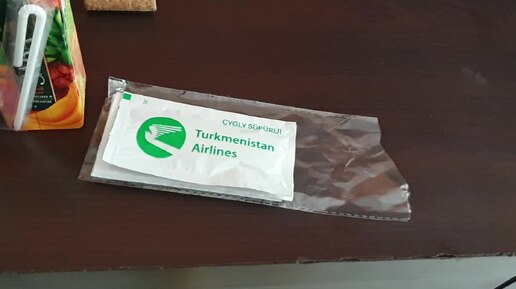 ÇYGLY SÜPÜRIJI
Turkmenistan
Airlines